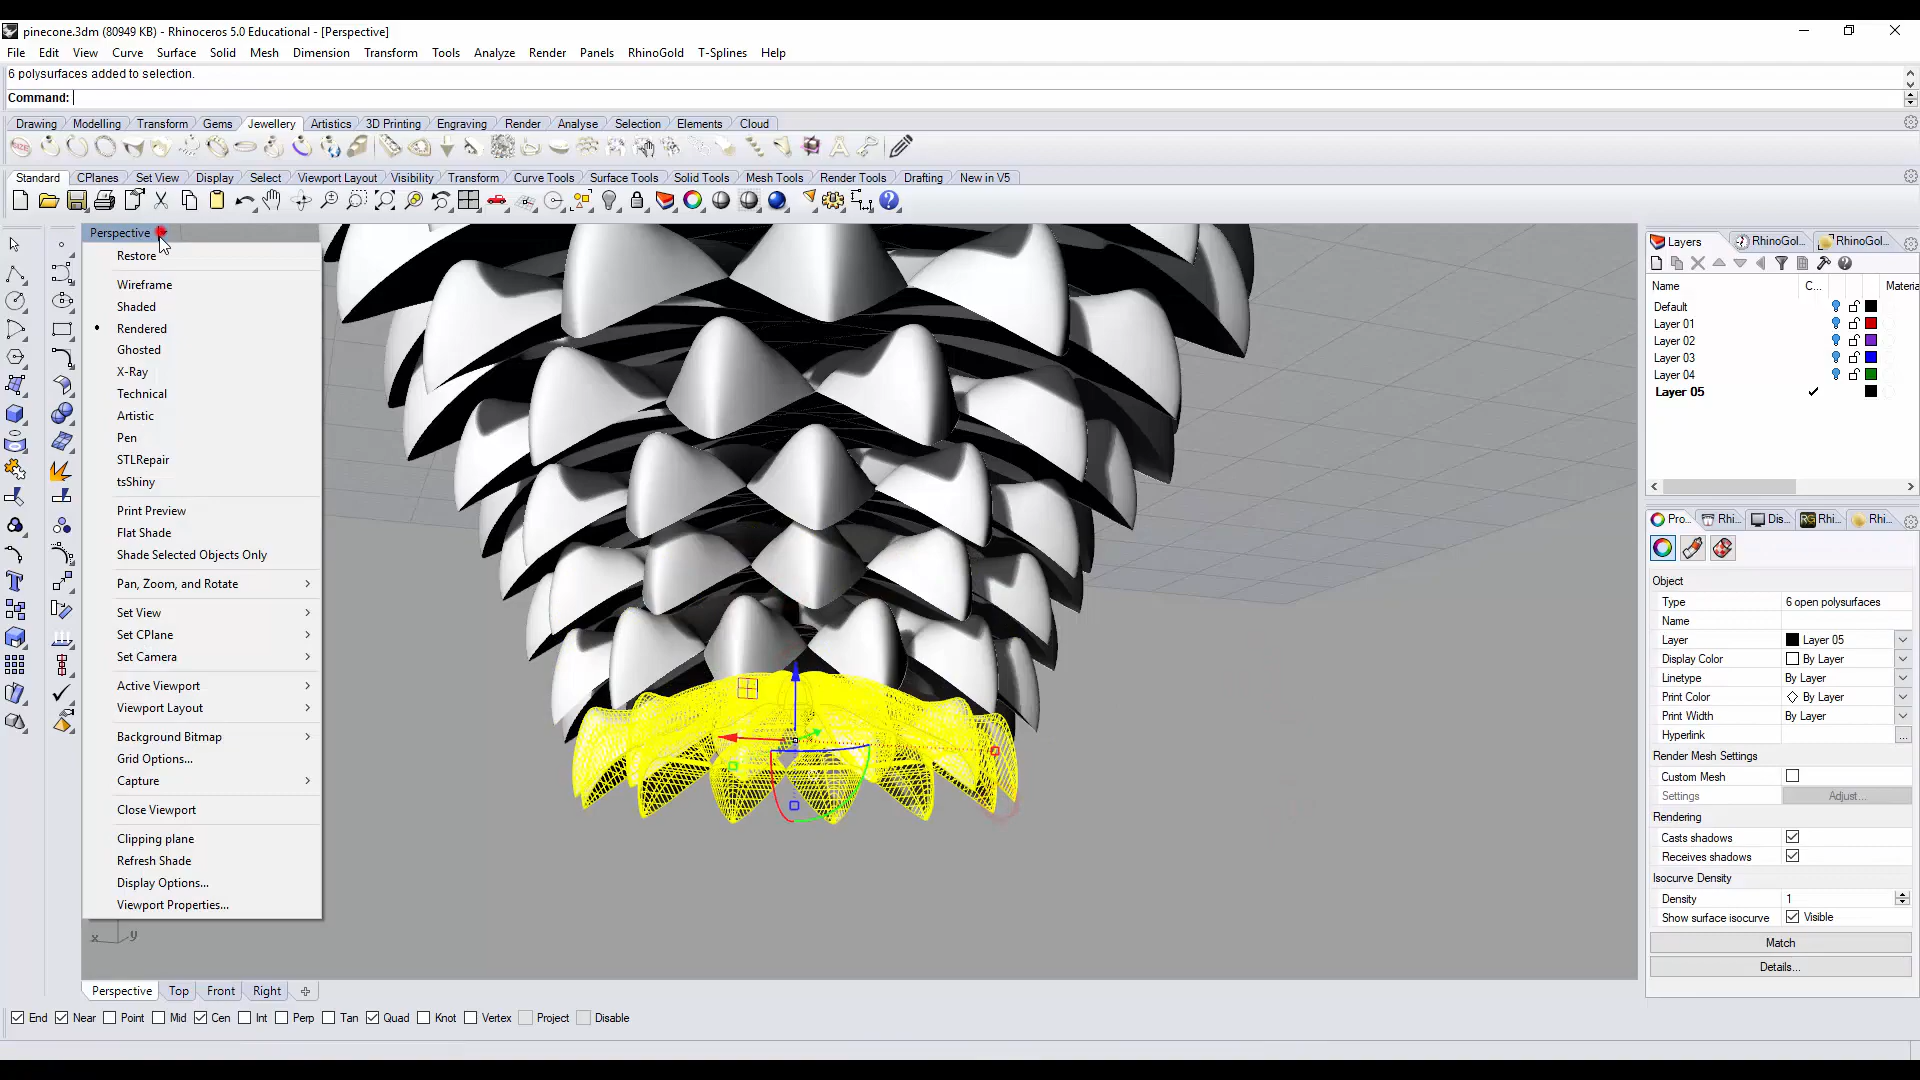 pinecone.3dm (80949 KB) - Rhinoceros 5.0 Educational - [Perspective]
File Edit View Curve Surface Solid Mesh Dimension Transform Tools Analyze Render Panels RhinoGold T-Splines Help
6 polysurfaces added to selection.
Command:
Drawing Modelling Transform Gems Jewellery Artistics 3D Printing Engraving Render Analyse Selection Elements Cloud
Standard CPlanes Set View Display Select Viewport Layout Visibility Transform Curve Tools Surface Tools Solid Tools Mesh Tools Render Tools Drafting New in V5
Perspective
Restore
Wireframe
Shaded
Rendered
Ghosted
X-Ray
Technical
Artistic
Pen
STLRepair
tsShiny
Print Preview
Flat Shade
Shade Selected Objects Only
Pan, Zoom, and Rotate
Set View
Set CPlane
Set Camera
Active Viewport
Viewport Layout
Background Bitmap
Grid Options...
Capture
Close Viewport
Clipping plane
Refresh Shade
Display Options...
Viewport Properties...
x y
Layers RhinoGol... RhinoGol...
Name C... Materia
Default
Layer 01
Layer 02
Layer 03
Layer 04
Layer 05
Pro... Rhi... Dis... Rhi... Rhi...
Object
Type 6 open polysurfaces
Name
Layer Layer 05
Display Color By Layer
Linetype By Layer
Print Color By Layer
Print Width By Layer
Hyperlink ...
Render Mesh Settings
Custom Mesh
Settings Adjust...
Rendering
Casts shadows
Receives shadows
Isocurve Density
Density 1
Show surface isocurve Visible
Match
Details...
Perspective Top Front Right
End Near Point Mid Cen Int Perp Tan Quad Knot Vertex Project Disable